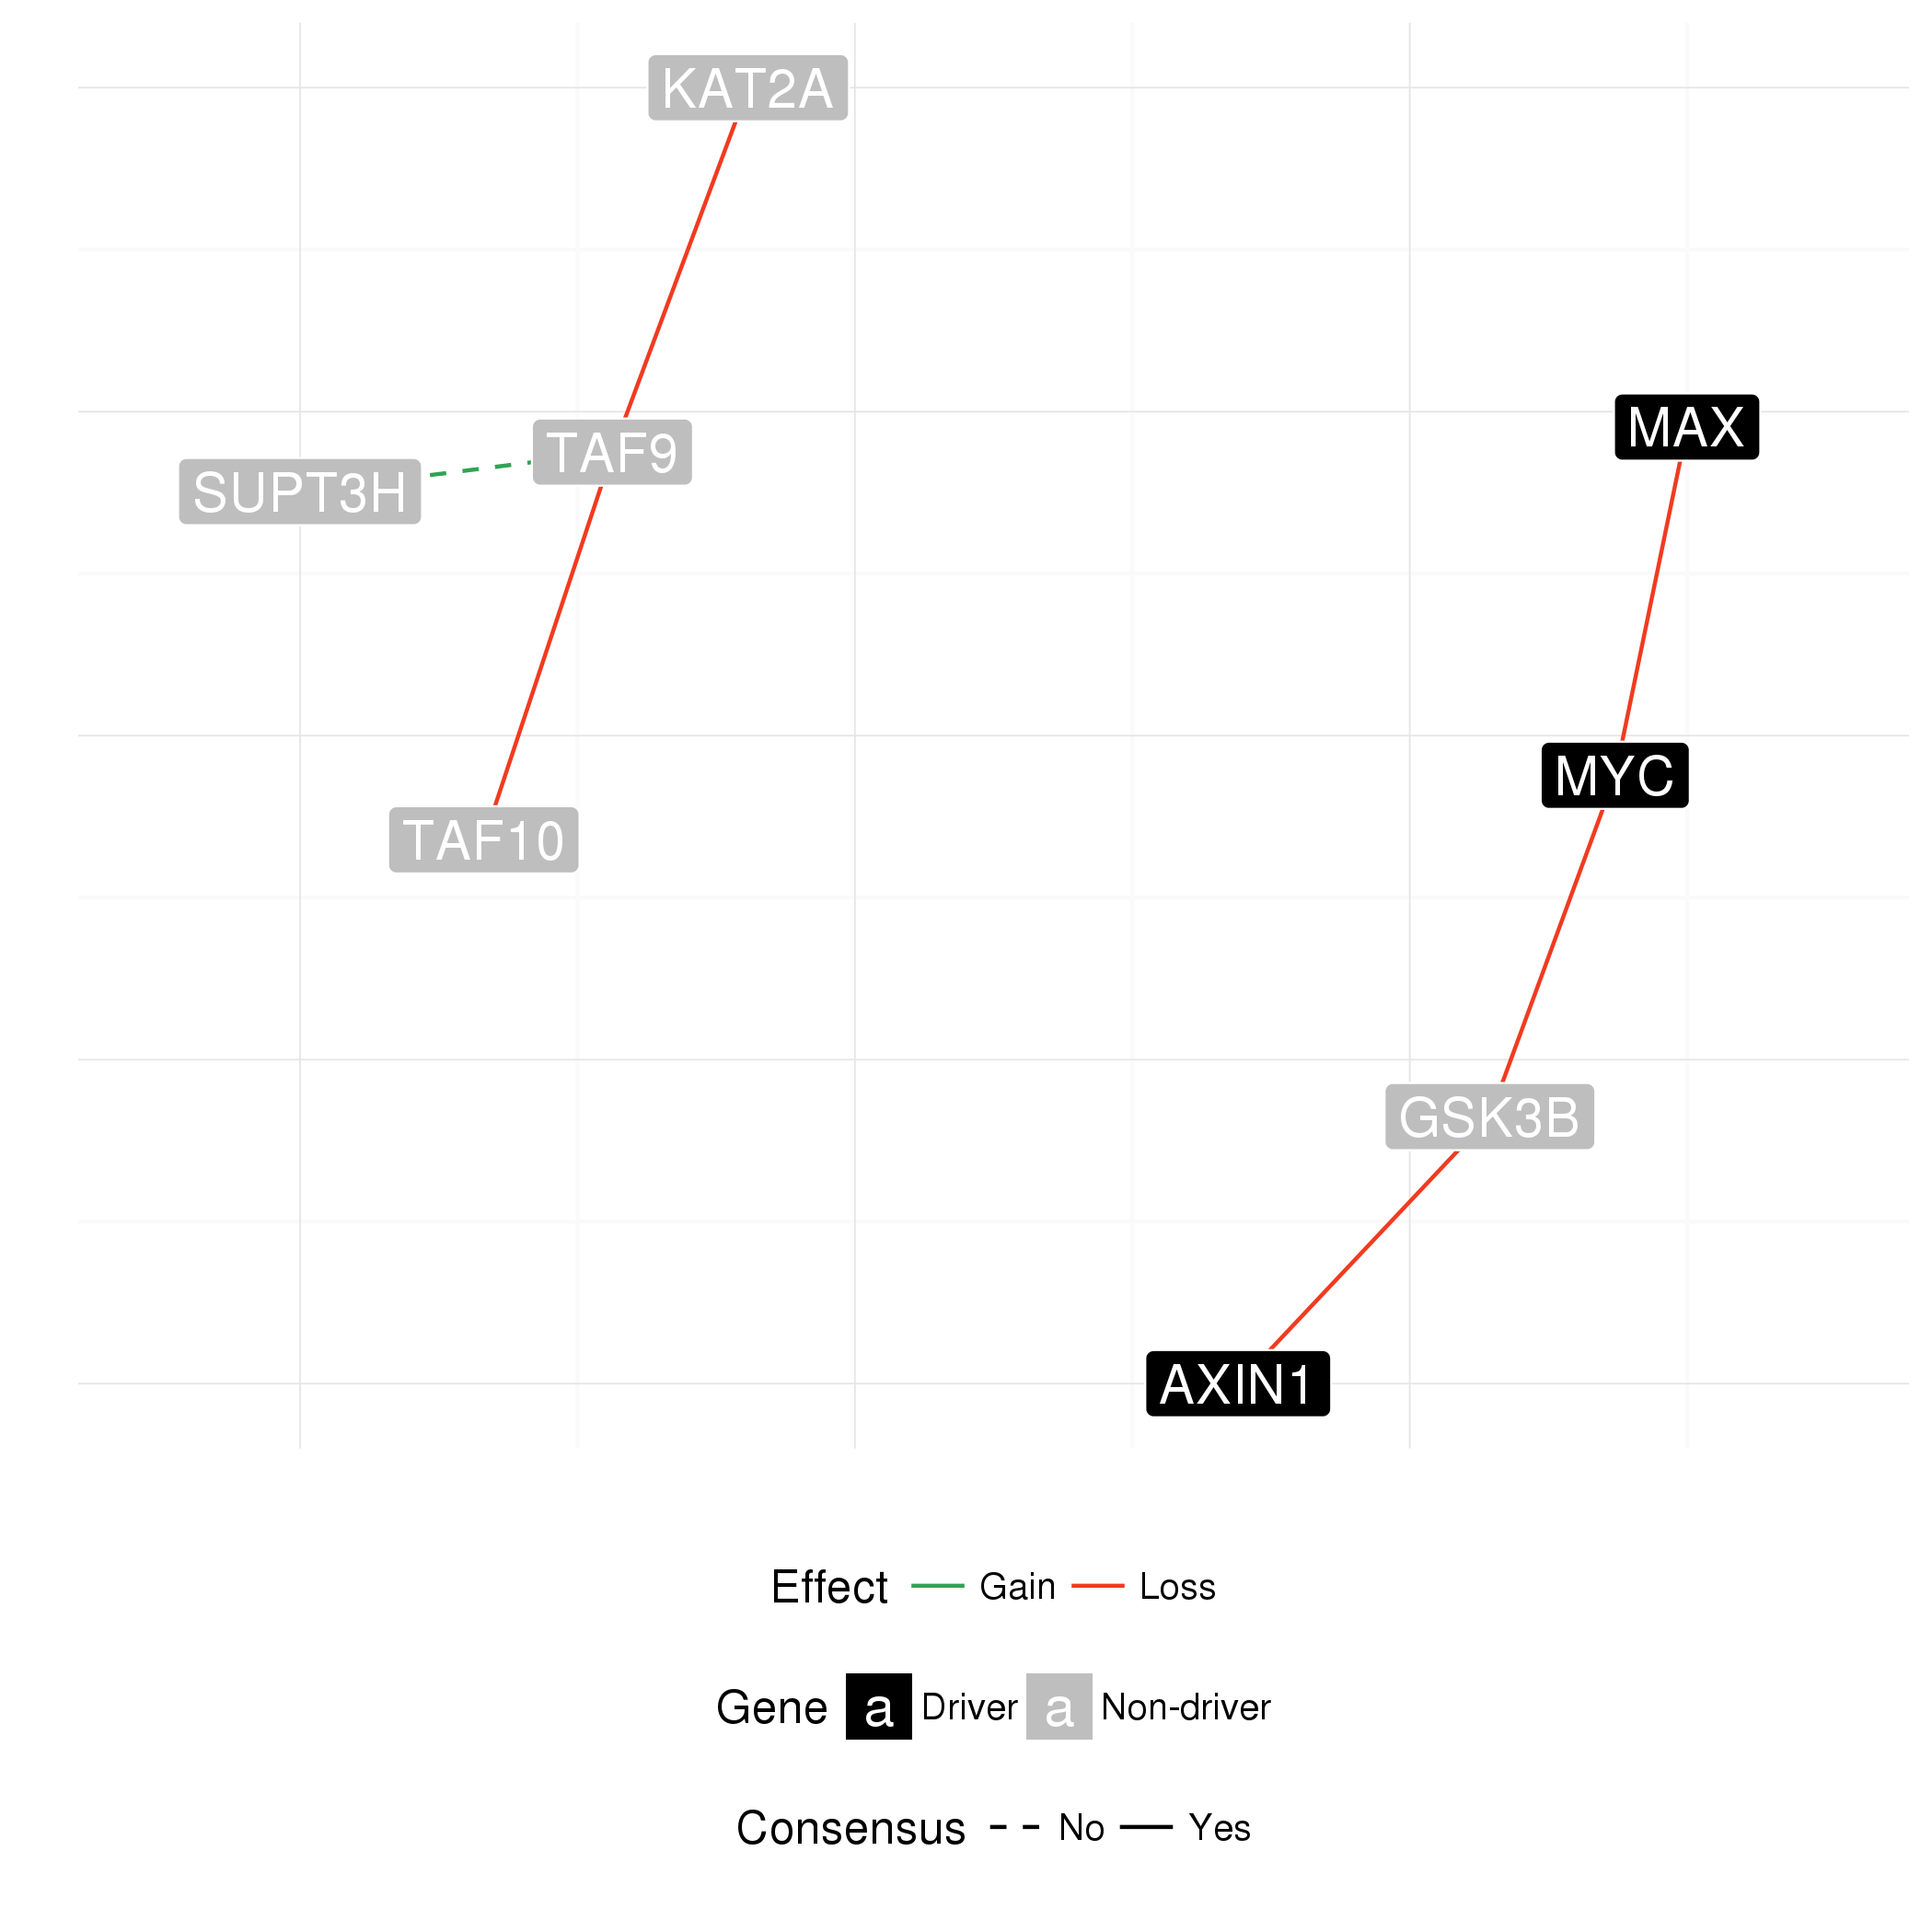 KAT2A
MAX
TAF9
SUPT3H
MYC
TAF10
GSK3B
AXIN1
Effect Gain Loss
Gene a Driver a Non-driver
Consensus No Yes